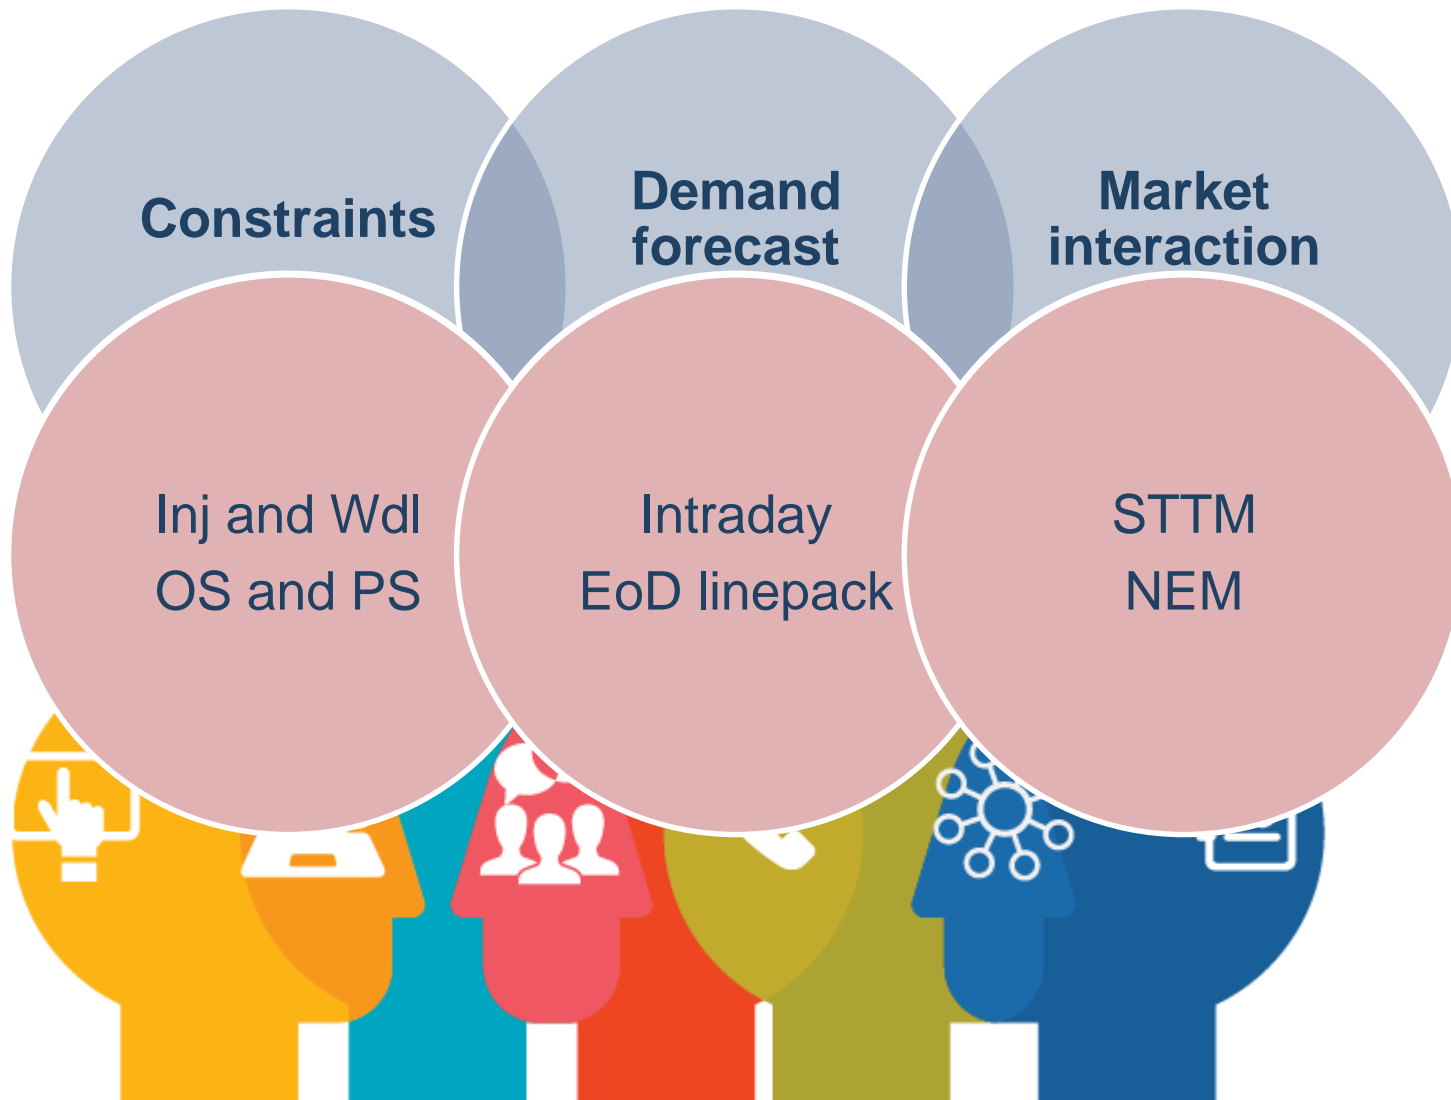 Constraints
Demand
forecast
Market
interaction
Inj and Wdl
OS and PS
Intraday
EoD linepack
STTM
NEM